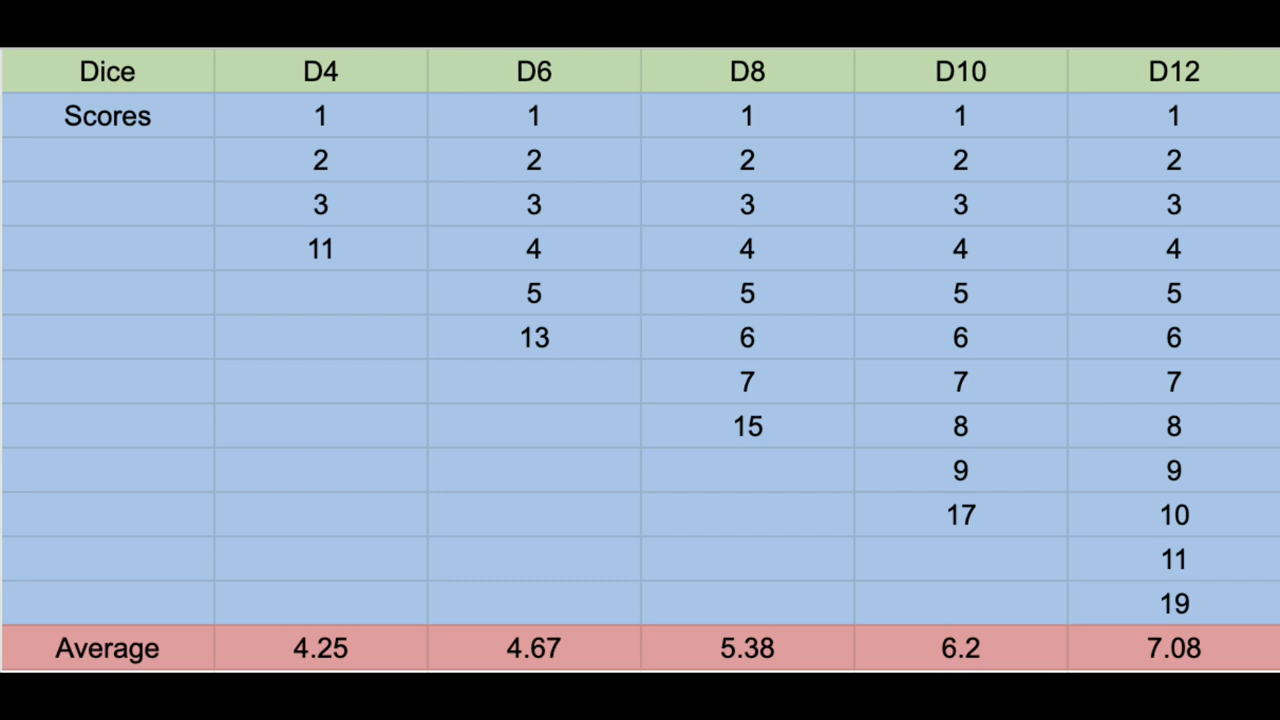 Dice D4 D6 D8 D10 D12
Scores 1 1 1 1 1
2 2 2 2 2
3 3 3 3 3
11 4 4 4 4
5 5 5 5
13 6 6 6
7 7 7
15 8 8
9 9
17 10
11
19
Average 4.25 4.67 5.38 6.2 7.08